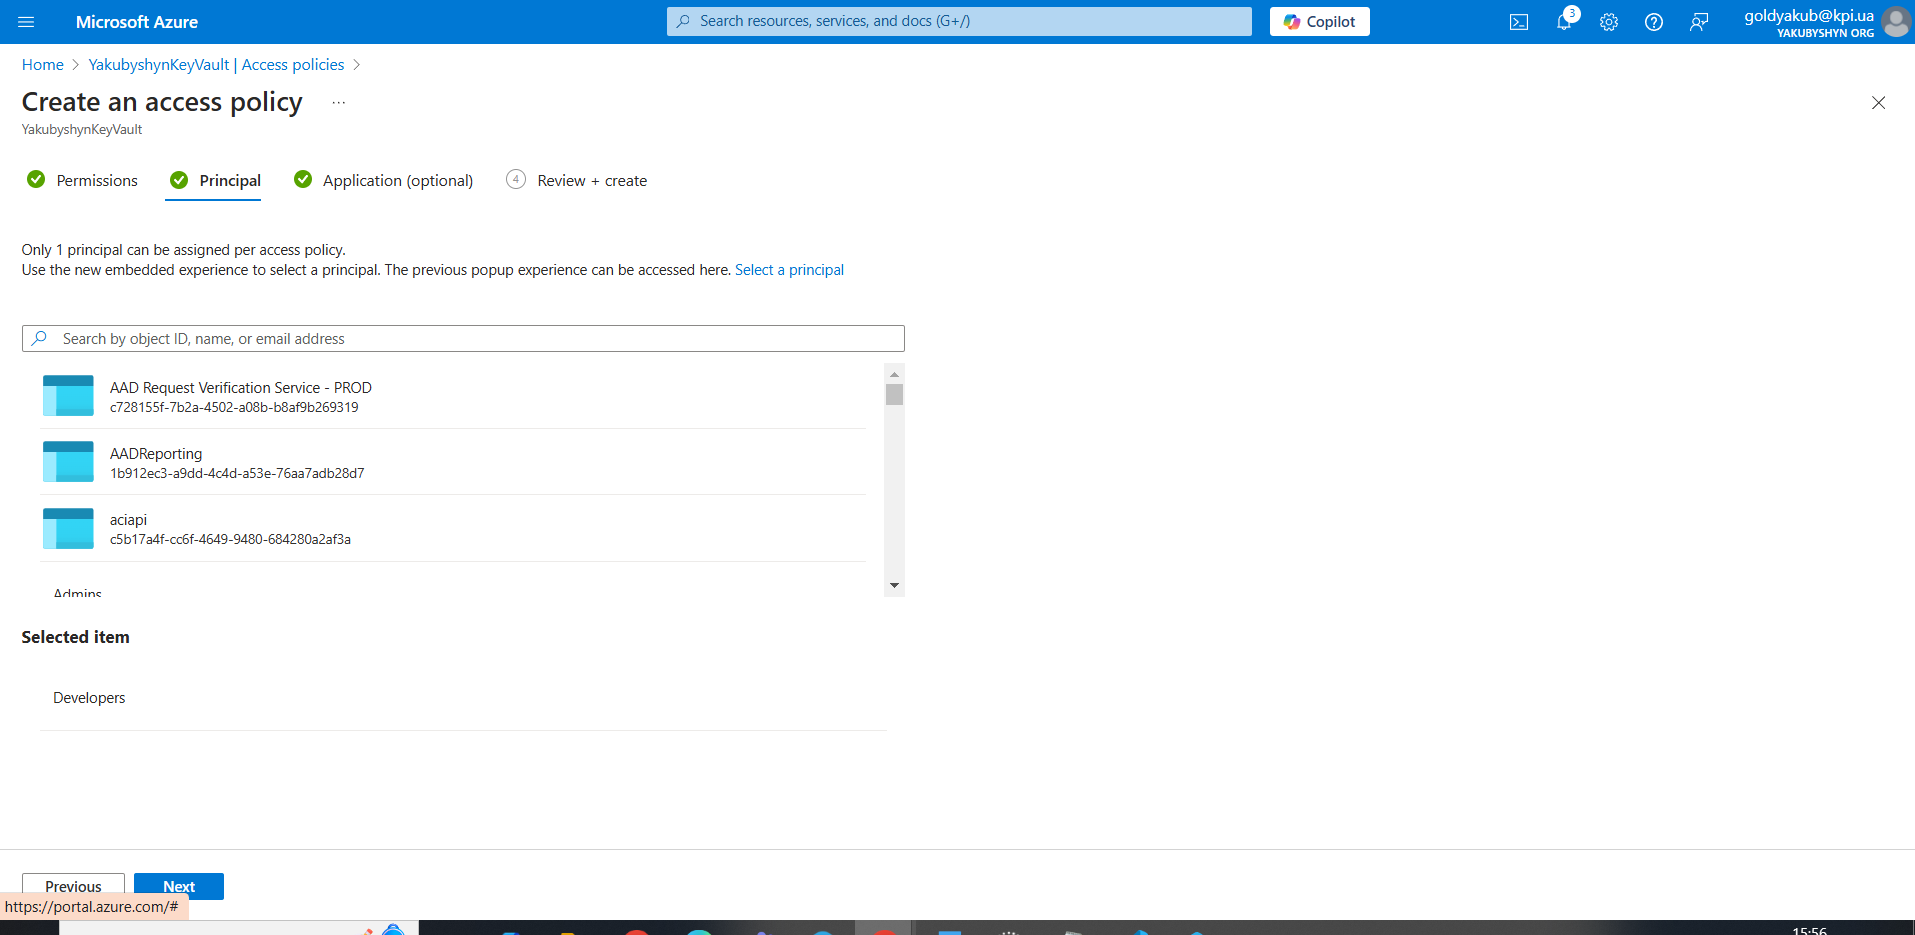 Microsoft Azure
Search resources, services, and docs (G+/)
Copilot
3
goldyakub@kpi.ua
YAKUBYSHYN ORG
Home > YakubyshynKeyVault | Access policies >
Create an access policy ...
YakubyshynKeyVault
Permissions
Principal
Application (optional)
4 Review + create
Only 1 principal can be assigned per access policy.
Use the new embedded experience to select a principal. The previous popup experience can be accessed here. Select a principal
Search by object ID, name, or email address
AAD Request Verification Service - PROD
c728155f-7b2a-4502-a08b-b8af9b269319
AADReporting
1b912ec3-a9dd-4c4d-a53e-76aa7adb28d7
aciapi
c5b17a4f-cc6f-4649-9480-684280a2af3a
Admins
Selected item
Developers
Previous
Next
https://portal.azure.com/#
15:56